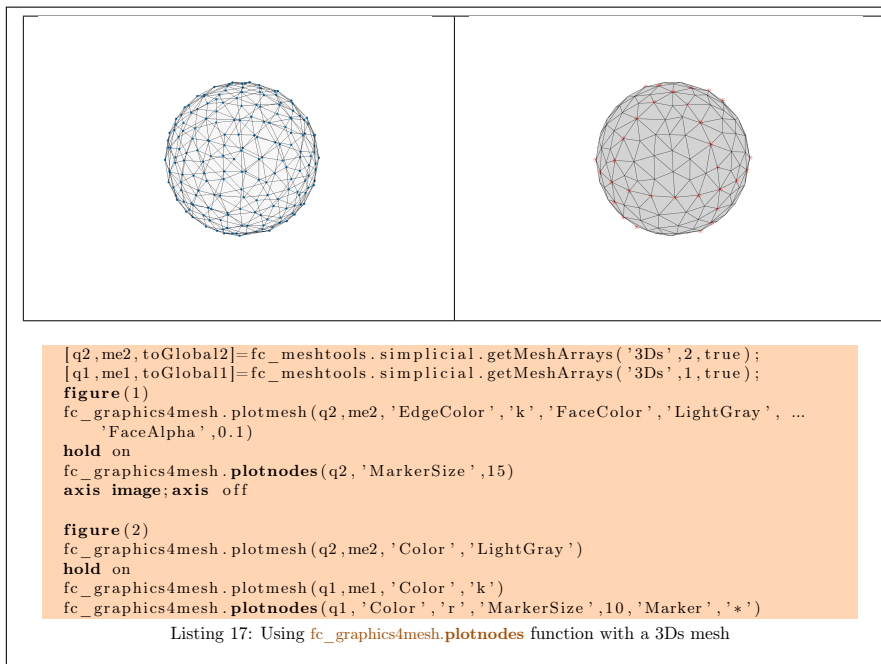 [q2,me2,toGlobal2]=fc_meshtools.simplicial.getMeshArrays('3Ds',2,true);
[q1,me1,toGlobal1]=fc_meshtools.simplicial.getMeshArrays('3Ds',1,true);
figure(1)
fc_graphics4mesh.plotmesh(q2,me2,'EdgeColor','k','FaceColor','LightGray', ...
'FaceAlpha',0.1)
hold on
fc_graphics4mesh.plotnodes(q2,'MarkerSize',15)
axis image;axis off
figure(2)
fc_graphics4mesh.plotmesh(q2,me2,'Color','LightGray')
hold on
fc_graphics4mesh.plotmesh(q1,me1,'Color','k')
fc_graphics4mesh.plotnodes(q1,'Color','r','MarkerSize',10,'Marker','*')
Listing 17: Using fc_graphics4mesh.plotnodes function with a 3Ds mesh